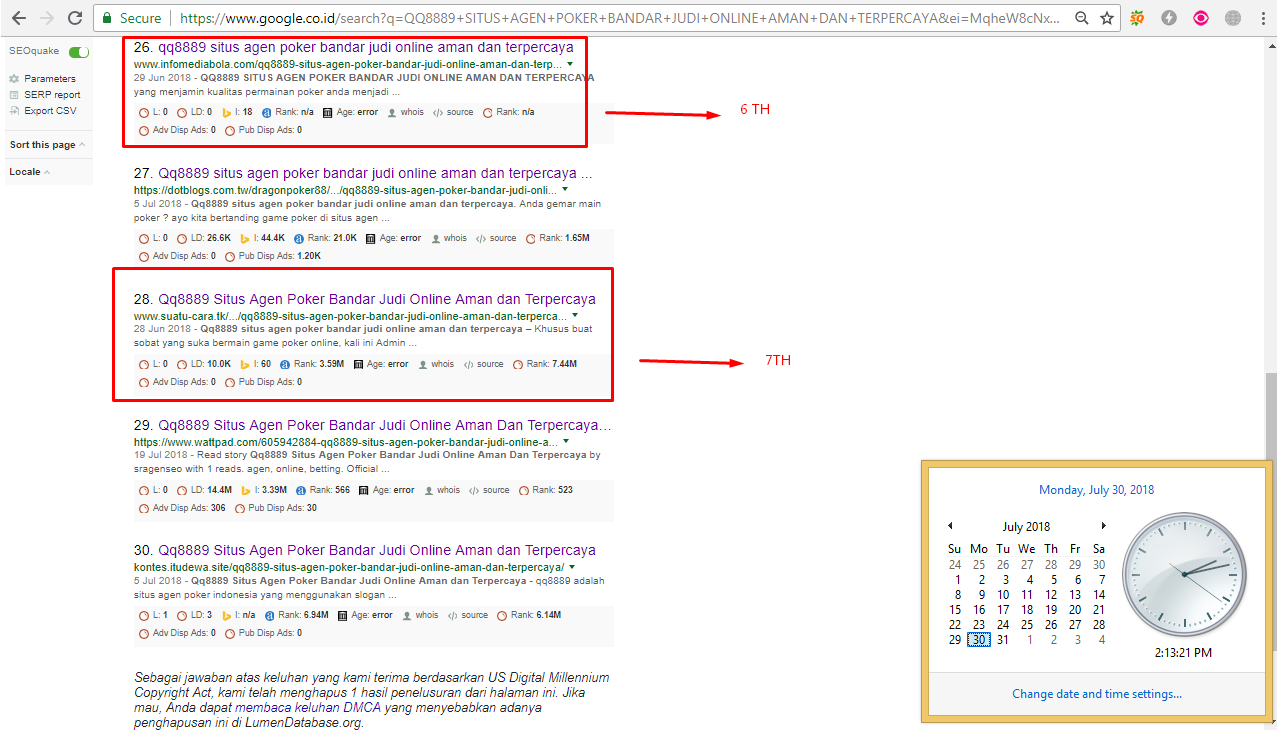 Secure https://www.google.co.id/search?q=QQ8889+SITUS+AGEN+POKER+BANDAR+JUDI+ONLINE+AMAN+DAN+TERPERCAYA&ei=MqheW8cNx...
SEOquake
Parameters
SERP report
Export CSV
Sort this page
Locale
26. qq8889 situs agen poker bandar judi online aman dan terpercaya
www.infomediabola.com/qq8889-situs-agen-poker-bandar-judi-online-aman-dan-terp...
29 Jun 2018 - QQ8889 SITUS AGEN POKER BANDAR JUDI ONLINE AMAN DAN TERPERCAYA
yang menjamin kualitas permainan poker anda menjadi ...
L: 0 LD: 0 I: 18 Rank: n/a Age: error whois source Rank: n/a
Adv Disp Ads: 0 Pub Disp Ads: 0
6 TH
27. Qq8889 situs agen poker bandar judi online aman dan terpercaya ...
https://dotblogs.com.tw/dragonpoker88/.../qq8889-situs-agen-poker-bandar-judi-onli...
5 Jul 2018 - Qq8889 situs agen poker bandar judi online aman dan terpercaya. Anda gemar main
poker ? ayo kita bertanding game poker di situs agen ...
L: 0 LD: 26.6K I: 44.4K Rank: 21.0K Age: error whois source Rank: 1.65M
Adv Disp Ads: 0 Pub Disp Ads: 1.20K
28. Qq8889 Situs Agen Poker Bandar Judi Online Aman dan Terpercaya
www.suatu-cara.tk/.../qq8889-situs-agen-poker-bandar-judi-online-aman-dan-terperca...
28 Jun 2018 - Qq8889 situs agen poker bandar judi online aman dan terpercaya – Khusus buat
sobat yang suka bermain game poker online, kali ini Admin ...
L: 0 LD: 10.0K I: 60 Rank: 3.59M Age: error whois source Rank: 7.44M
Adv Disp Ads: 0 Pub Disp Ads: 0
7TH
29. Qq8889 Situs Agen Poker Bandar Judi Online Aman Dan Terpercaya...
https://www.wattpad.com/605942884-qq8889-situs-agen-poker-bandar-judi-online-a...
19 Jul 2018 - Read story Qq8889 Situs Agen Poker Bandar Judi Online Aman Dan Terpercaya by
sragenseo with 1 reads. agen, online, betting. Official ...
L: 0 LD: 14.4M I: 3.39M Rank: 566 Age: error whois source Rank: 523
Adv Disp Ads: 306 Pub Disp Ads: 30
30. Qq8889 Situs Agen Poker Bandar Judi Online Aman dan Terpercaya
kontes.itudewa.site/qq8889-situs-agen-poker-bandar-judi-online-aman-dan-terpercaya/
5 Jul 2018 - Qq8889 Situs Agen Poker Bandar Judi Online Aman dan Terpercaya - qq8889 adalah
situs agen poker indonesia yang menggunakan slogan ...
L: 1 LD: 3 I: n/a Rank: 6.94M Age: error whois source Rank: 6.14M
Adv Disp Ads: 0 Pub Disp Ads: 0
Sebagai jawaban atas keluhan yang kami terima berdasarkan US Digital Millennium
Copyright Act, kami telah menghapus 1 hasil penelusuran dari halaman ini. Jika
mau, Anda dapat membaca keluhan DMCA yang menyebabkan adanya
penghapusan ini di LumenDatabase.org.
Monday, July 30, 2018
July 2018
Su Mo Tu We Th Fr Sa
24 25 26 27 28 29 30
1 2 3 4 5 6 7
8 9 10 11 12 13 14
15 16 17 18 19 20 21
22 23 24 25 26 27 28
29 30 31 1 2 3 4
2:13:21 PM
Change date and time settings...